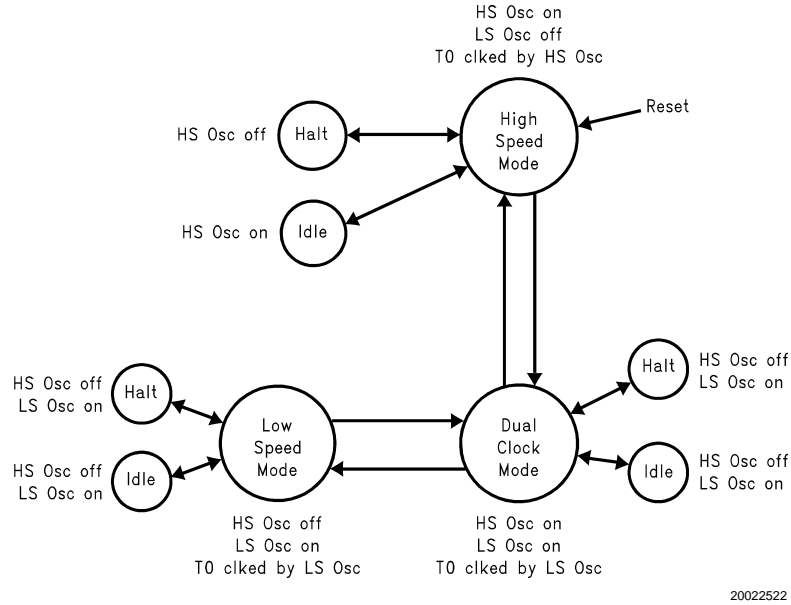 HS Osc on
LS Osc off
T0 clked by HS Osc
High
Speed
Mode
Reset
HS Osc off
Halt
HS Osc on
Idle
HS Osc off
LS Osc on
Halt
HS Osc off
LS Osc on
Idle
Low
Speed
Mode
HS Osc off
LS Osc on
T0 clked by LS Osc
Dual
Clock
Mode
HS Osc on
LS Osc on
T0 clked by LS Osc
Halt
HS Osc off
LS Osc on
Idle
HS Osc off
LS Osc on
20022522